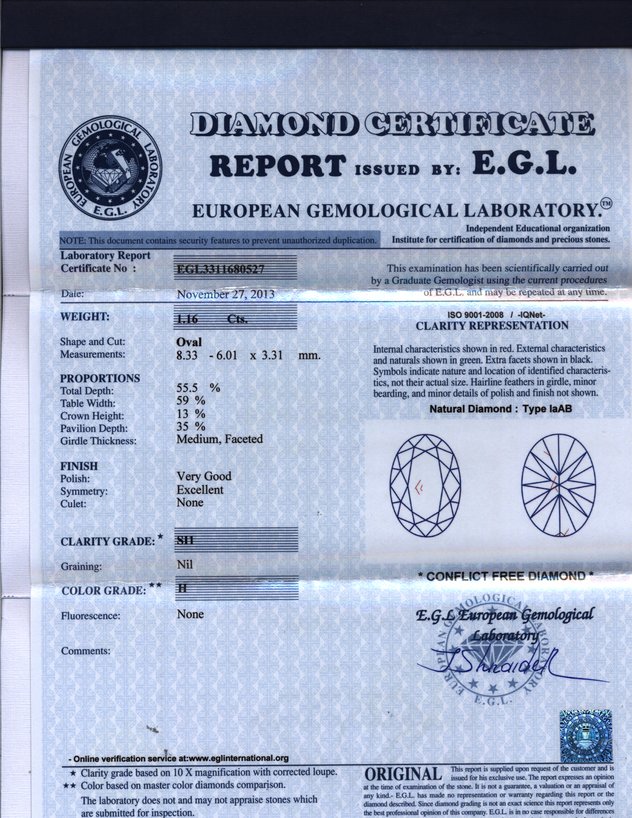 DIAMOND CERTIFICATE
EUROPEAN GEMOLOGICAL LABORATORY
E.G.L.
REPORT ISSUED BY: E.G.L.
EUROPEAN GEMOLOGICAL LABORATORY.™
Independent Educational organization
NOTE: This document contains security features to prevent unauthorized duplication. Institute for certification of diamonds and precious stones.
Laboratory Report
Certificate No : EGL3311680527
This examination has been scientifically carried out
by a Graduate Gemologist using the current procedures
of E.G.L. and may be repeated at any time.
Date: November 27, 2013
WEIGHT: 1.16 Cts.
ISO 9001-2008 / -IQNet-
CLARITY REPRESENTATION
Shape and Cut: Oval
Measurements: 8.33 - 6.01 x 3.31 mm.
Internal characteristics shown in red. External characteristics
and naturals shown in green. Extra facets shown in black.
Symbols indicate nature and location of identified characteris-
tics, not their actual size. Hairline feathers in girdle, minor
bearding, and minor details of polish and finish not shown.
PROPORTIONS
Total Depth: 55.5 %
Table Width: 59 %
Crown Height: 13 %
Pavilion Depth: 35 %
Girdle Thickness: Medium, Faceted
Natural Diamond : Type IaAB
FINISH
Polish: Very Good
Symmetry: Excellent
Culet: None
CLARITY GRADE: * SI1
Graining: Nil
COLOR GRADE: ** H
Fluorescence: None
Comments:
* CONFLICT FREE DIAMOND *
E.G.L European Gemological
Laboratory
EUROPEAN GEMOLOGICAL LABORATORY
E.G.L.
- Online verification service at:www.eglinternational.org
★ Clarity grade based on 10 X magnification with corrected loupe.
★★ Color based on master color diamonds comparison.
The laboratory does not and may not appraise stones which
are submitted for inspection.
ORIGINAL This report is supplied upon request of the customer and is
issued for his exclusive use. The report expresses an opinion
at the time of examination of the stone. It is not a guarantee, a valuation or an appraisal of
any kind.- E.G.L. has made no representation or warranty regarding this report or the
diamond described. Since diamond grading is not an exact science this report represents only
the best professional opinion of this company. E.G.L. is in no case responsible for differences